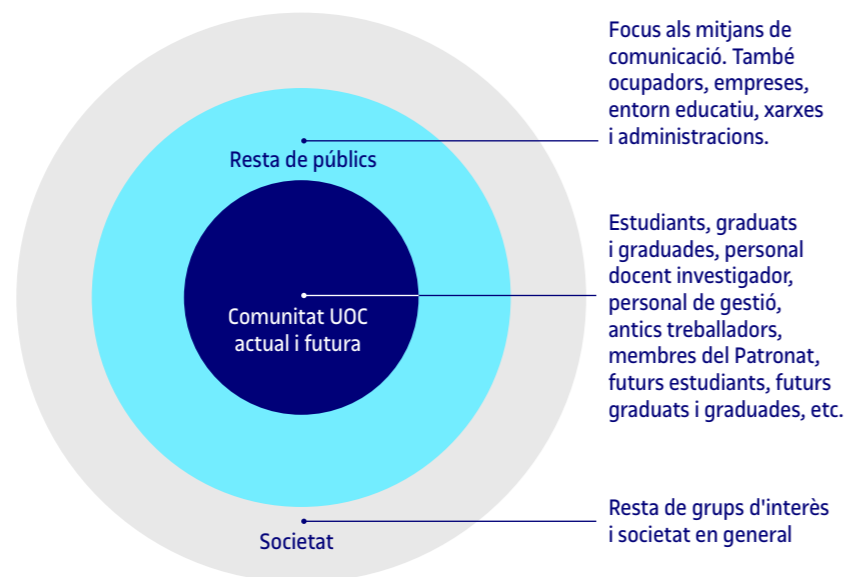 Focus als mitjans de
comunicació. També
ocupadors, empreses,
entorn educatiu, xarxes
i administracions.
Resta de públics
Estudiants, graduats
i graduades, personal
docent investigador,
personal de gestió,
antics treballadors,
membres del Patronat,
futurs estudiants, futurs
graduats i graduades, etc.
Comunitat UOC
actual i futura
Resta de grups d'interès
i societat en general
Societat